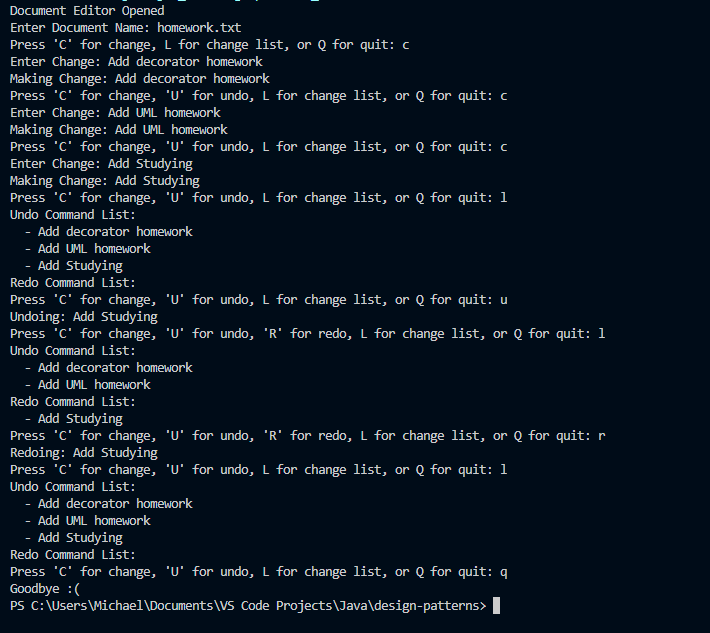 Document Editor Opened
Enter Document Name: homework.txt
Press 'C' for change, L for change list, or Q for quit: c
Enter Change: Add decorator homework
Making Change: Add decorator homework
Press 'C' for change, 'U' for undo, L for change list, or Q for quit: c
Enter Change: Add UML homework
Making Change: Add UML homework
Press 'C' for change, 'U' for undo, L for change list, or Q for quit: c
Enter Change: Add Studying
Making Change: Add Studying
Press 'C' for change, 'U' for undo, L for change list, or Q for quit: l
Undo Command List:
  - Add decorator homework
  - Add UML homework
  - Add Studying
Redo Command List:
Press 'C' for change, 'U' for undo, L for change list, or Q for quit: u
Undoing: Add Studying
Press 'C' for change, 'U' for undo, 'R' for redo, L for change list, or Q for quit: l
Undo Command List:
  - Add decorator homework
  - Add UML homework
Redo Command List:
  - Add Studying
Press 'C' for change, 'U' for undo, 'R' for redo, L for change list, or Q for quit: r
Redoing: Add Studying
Press 'C' for change, 'U' for undo, L for change list, or Q for quit: l
Undo Command List:
  - Add decorator homework
  - Add UML homework
  - Add Studying
Redo Command List:
Press 'C' for change, 'U' for undo, L for change list, or Q for quit: q
Goodbye :(
PS C:\Users\Michael\Documents\VS Code Projects\Java\design-patterns>